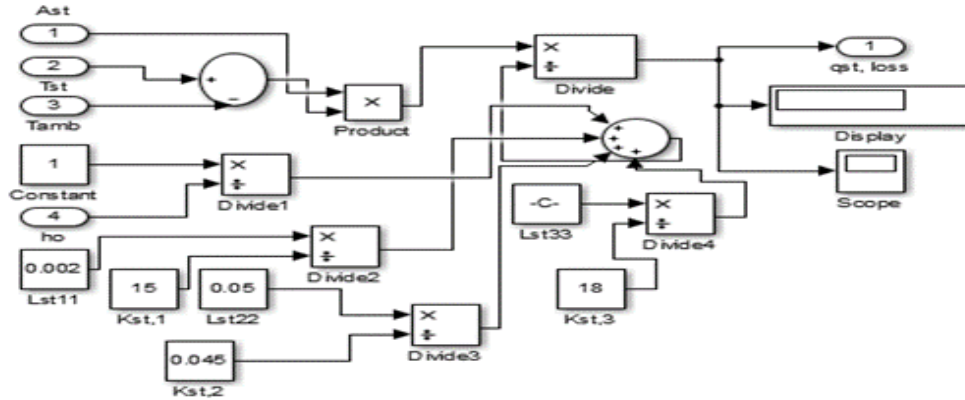 Ast
1
2
Tst
3
Tamb
1
Constant
4
ho
0.002
Lst11
15
Kst,1
0.05
Lst22
0.045
Kst,2
+
−
×
Product
×
÷
Divide
×
÷
Divide1
×
÷
Divide2
×
÷
Divide3
+
+
+
+
-C-
Lst33
×
÷
Divide4
18
Kst,3
1
qst, loss
Display
Scope